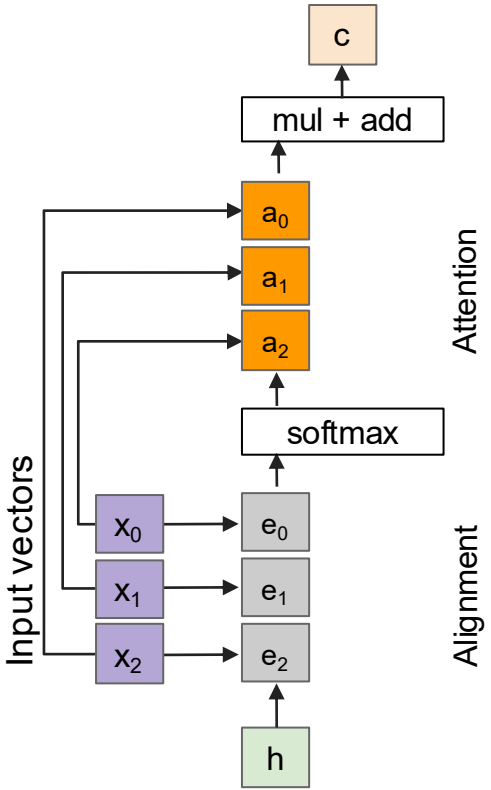 c
mul + add
a₀
a₁
a₂
Attention
softmax
Input vectors
x₀ e₀
x₁ e₁
x₂ e₂
Alignment
h